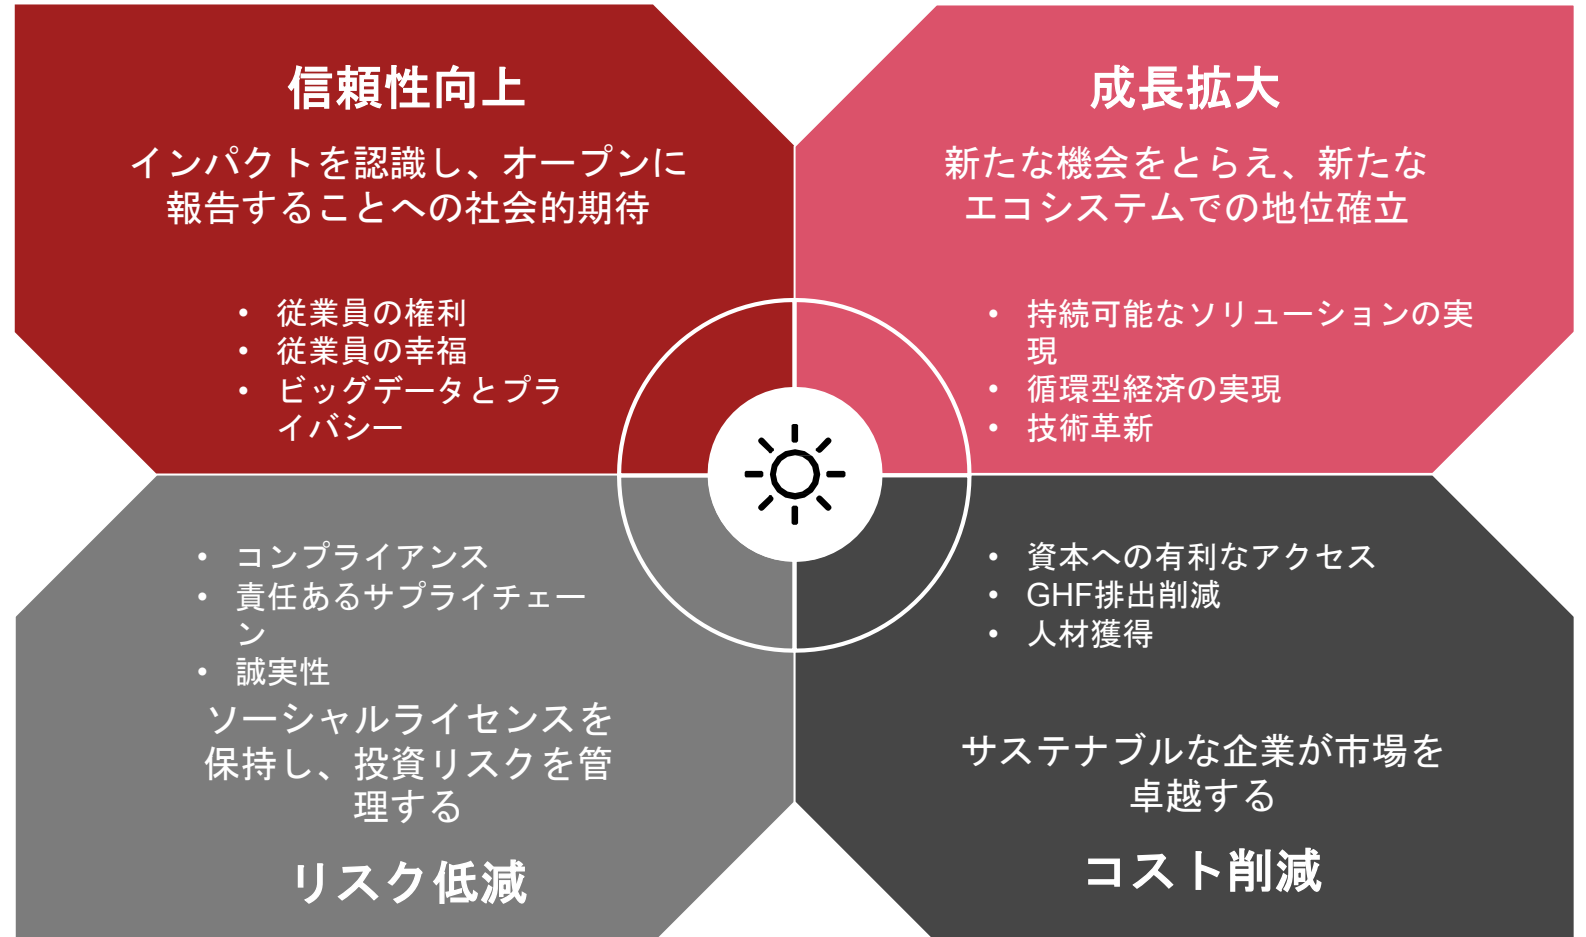 信頼性向上
インパクトを認識し、オープンに
報告することへの社会的期待
• 従業員の権利
• 従業員の幸福
• ビッグデータとプラ
イバシー
成長拡大
新たな機会をとらえ、新たな
エコシステムでの地位確立
• 持続可能なソリューションの実
現
• 循環型経済の実現
• 技術革新
• コンプライアンス
• 責任あるサプライチェー
ン
• 誠実性
ソーシャルライセンスを
保持し、投資リスクを管
理する
リスク低減
• 資本への有利なアクセス
• GHF排出削減
• 人材獲得
サステナブルな企業が市場を
卓越する
コスト削減